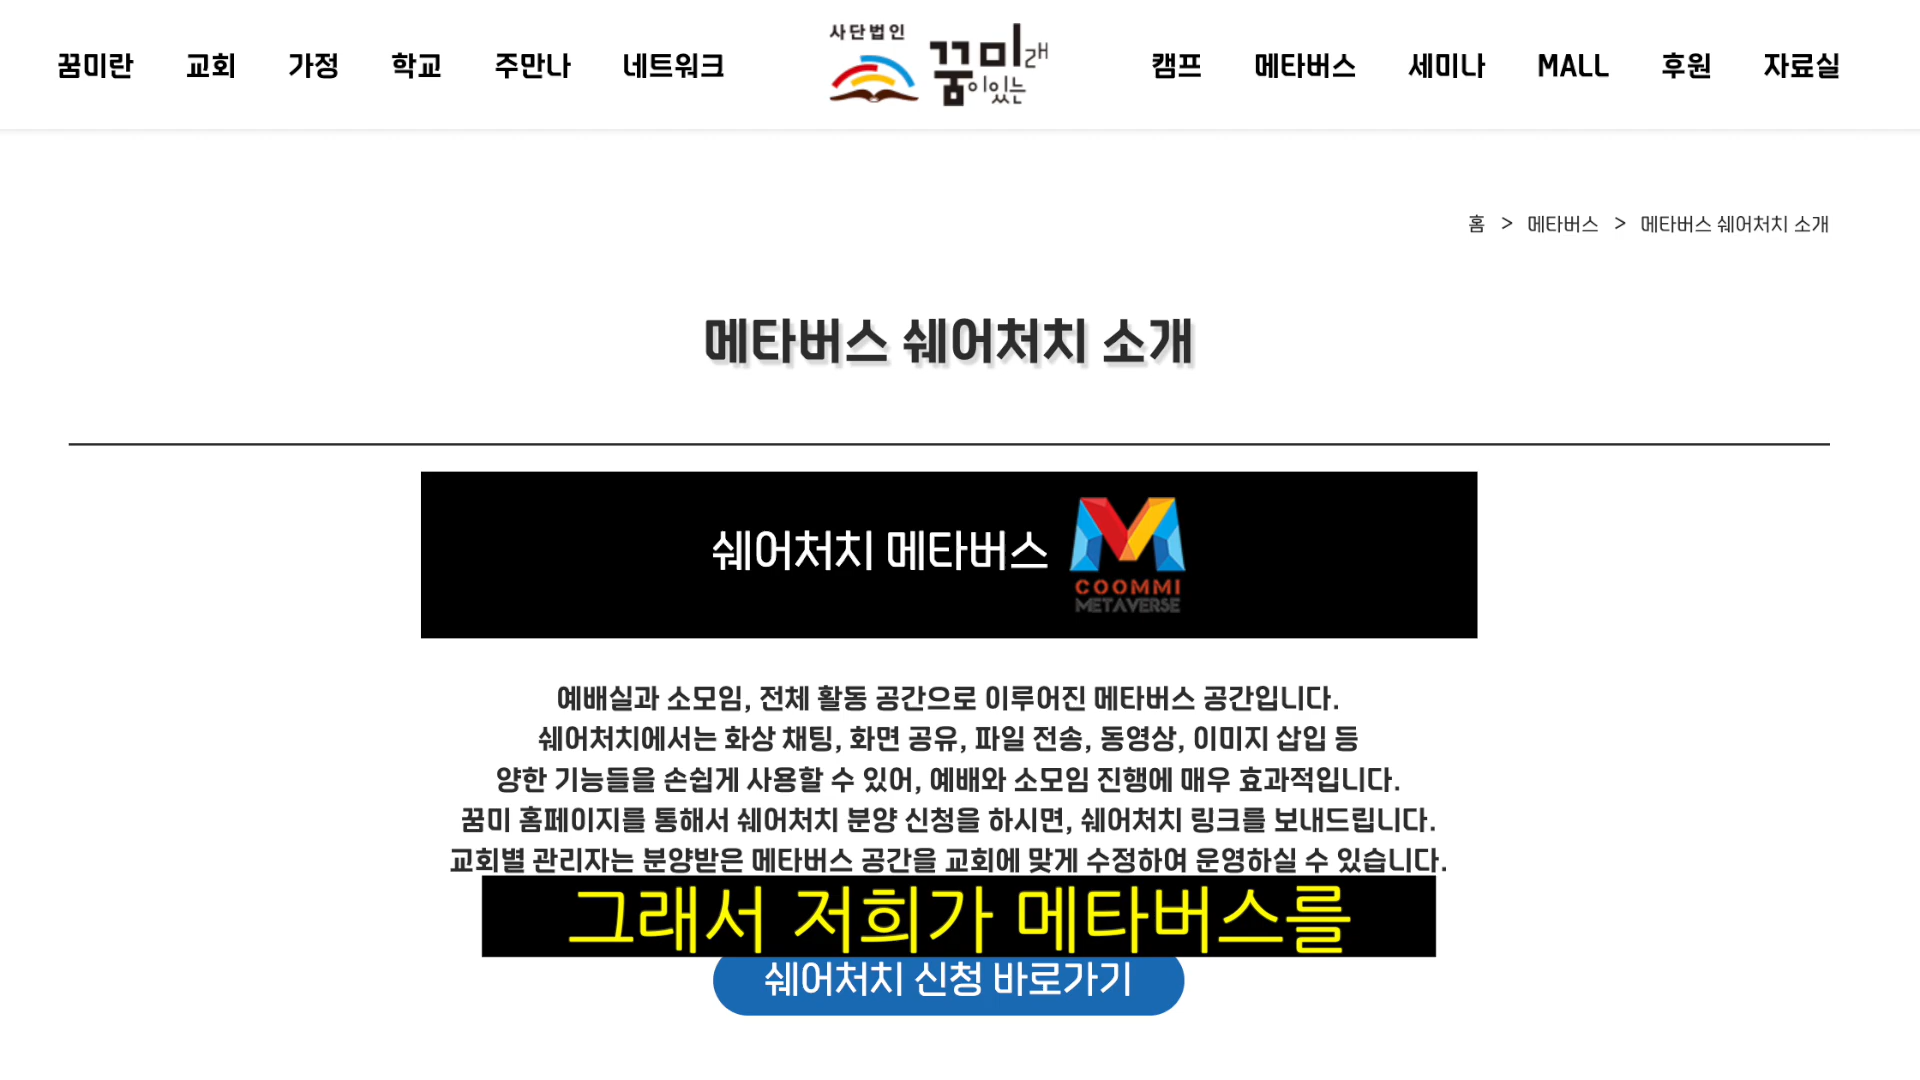 꿈미란 교회 가정 학교 주만나 네트워크
사단법인
꿈이있는
미래
캠프 메타버스 세미나 MALL 후원 자료실
홈 > 메타버스 > 메타버스 쉐어처치 소개
메타버스 쉐어처치 소개
쉐어처치 메타버스
COOMMI
METAVERSE
예배실과 소모임, 전체 활동 공간으로 이루어진 메타버스 공간입니다.
쉐어처치에서는 화상 채팅, 화면 공유, 파일 전송, 동영상, 이미지 삽입 등
양한 기능들을 손쉽게 사용할 수 있어, 예배와 소모임 진행에 매우 효과적입니다.
꿈미 홈페이지를 통해서 쉐어처치 분양 신청을 하시면, 쉐어처치 링크를 보내드립니다.
교회별 관리자는 분양받은 메타버스 공간을 교회에 맞게 수정하여 운영하실 수 있습니다.
그래서 저희가 메타버스를
쉐어처치 신청 바로가기